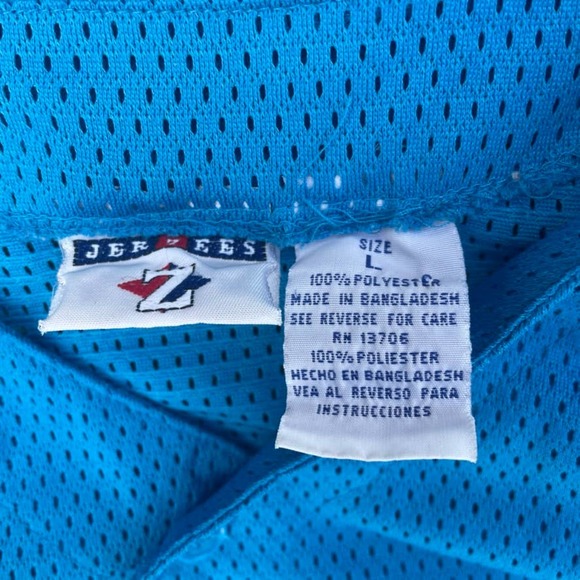 JERZEES
Z
SIZE
L
100% POLYESTER
MADE IN BANGLADESH
SEE REVERSE FOR CARE
RN 13706
100% POLIESTER
HECHO EN BANGLADESH
VEA AL REVERSO PARA
INSTRUCCIONES